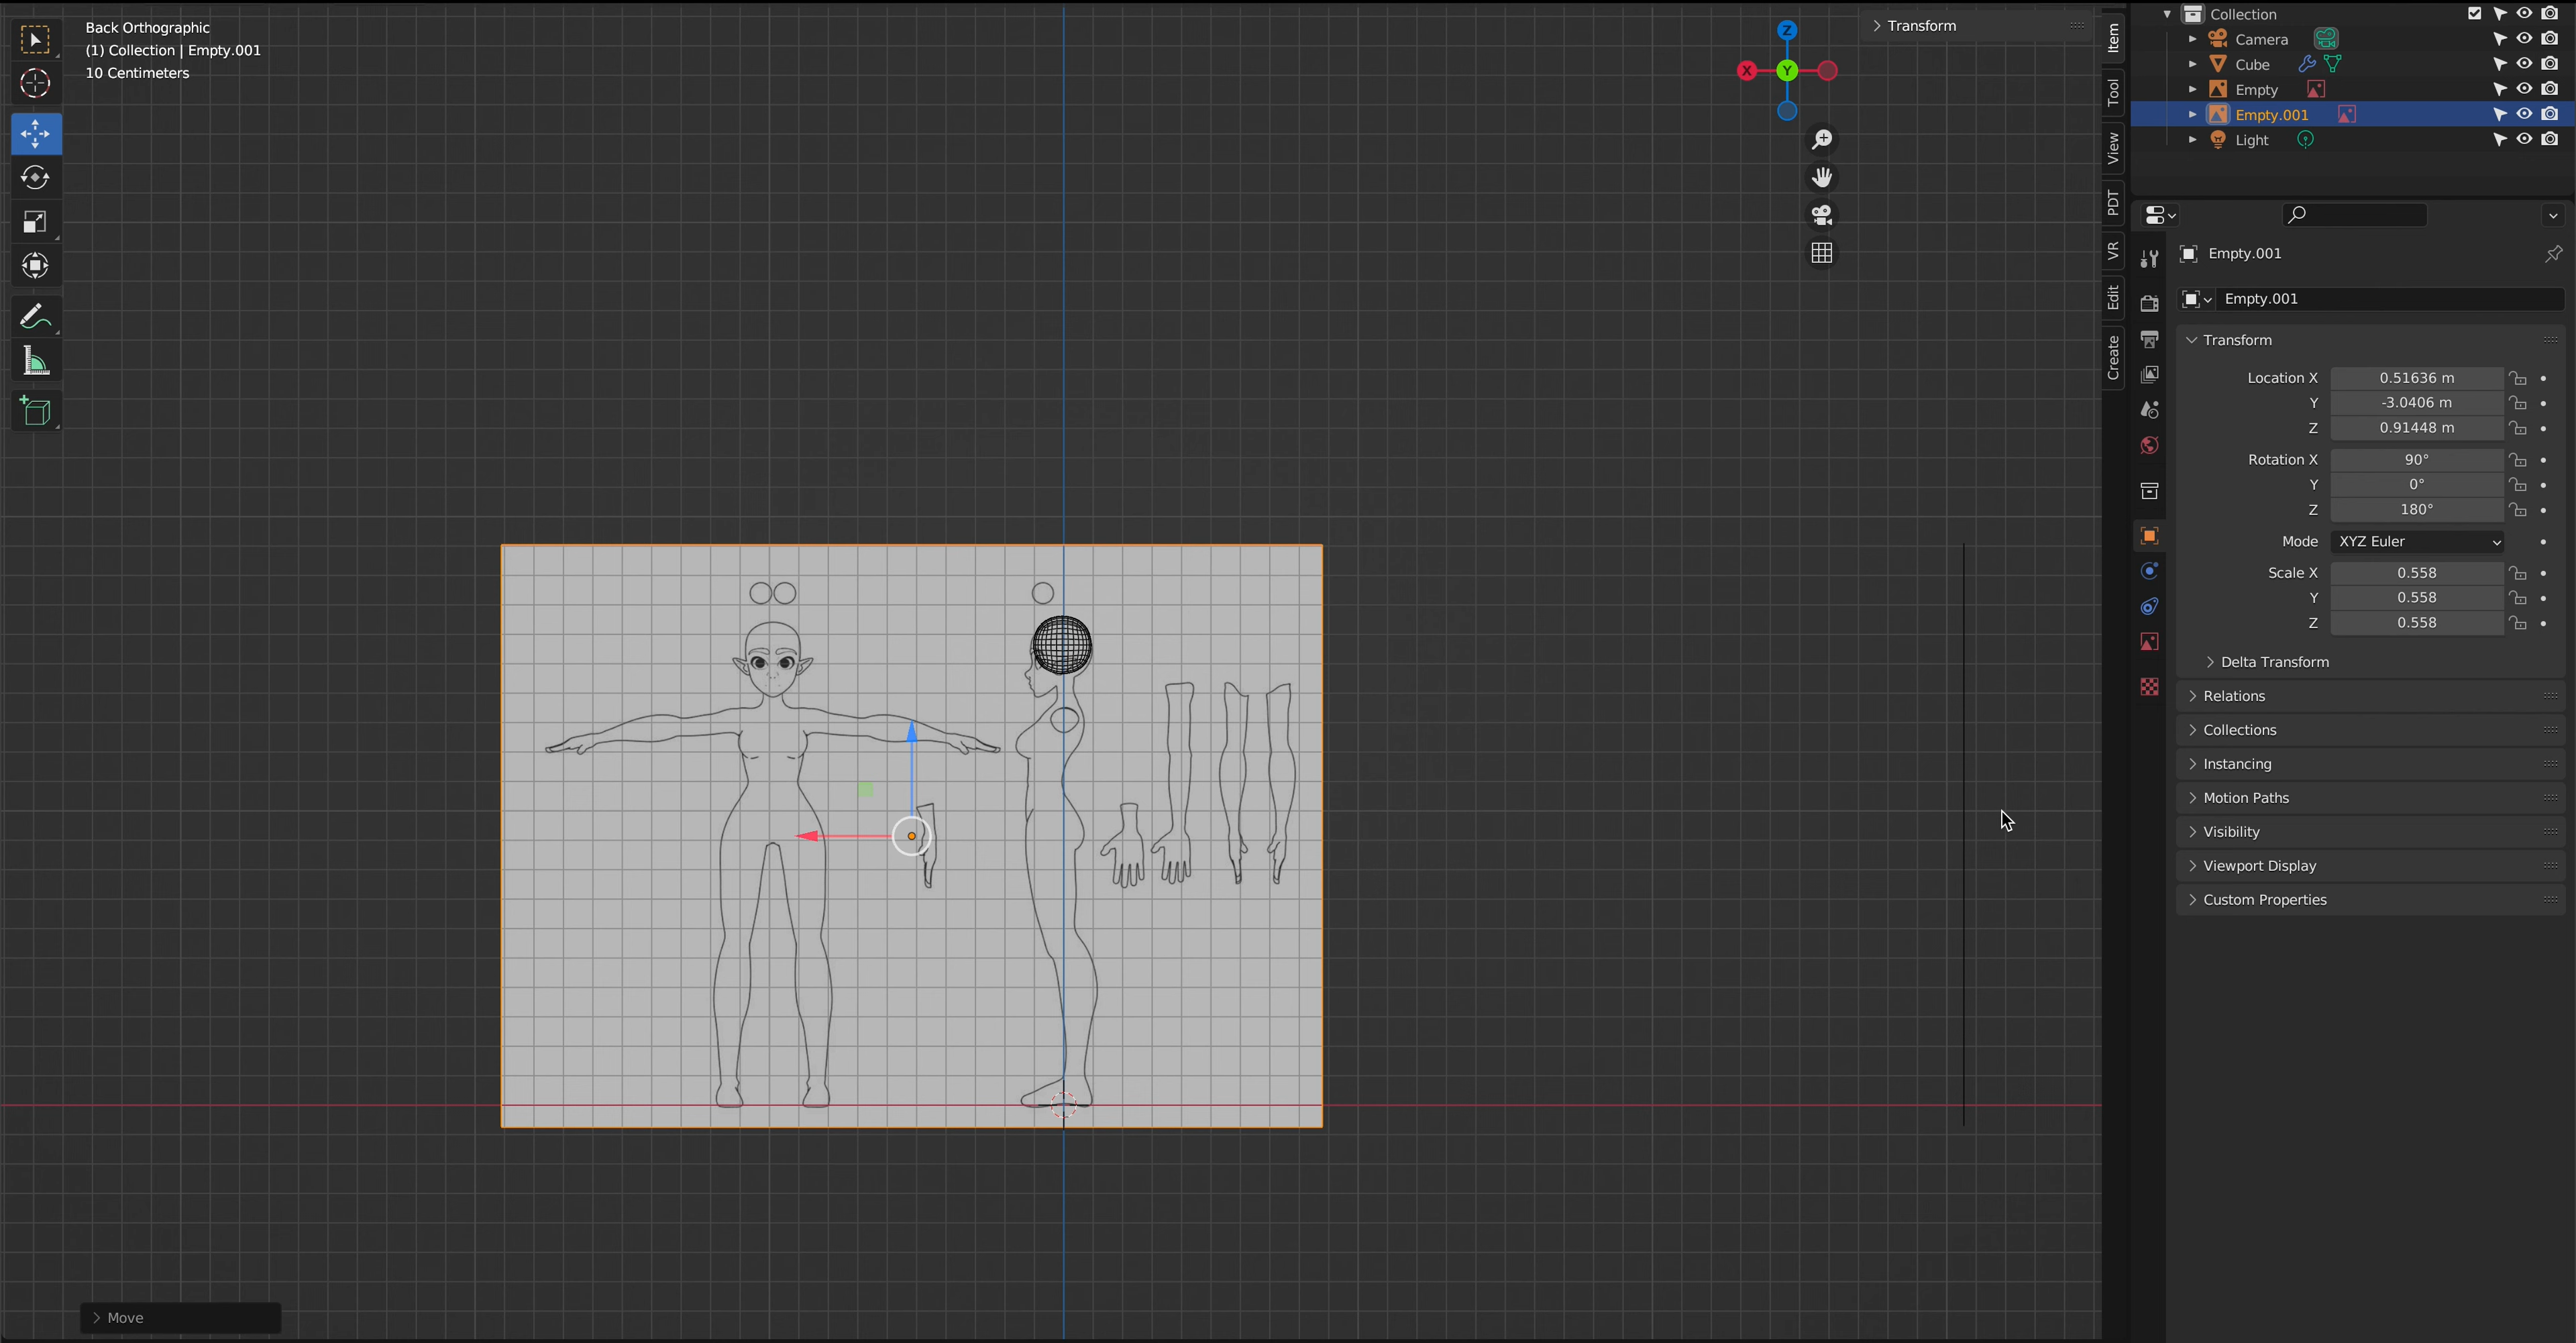 Back Orthographic
(1) Collection | Empty.001
10 Centimeters
Z
X
Y
Transform
Item
Tool
View
PDT
VR
Edit
Create
Collection
Camera
Cube
Empty
Empty.001
Light
Empty.001
Empty.001
Transform
Location X 0.51636 m
Y -3.0406 m
Z 0.91448 m
Rotation X 90°
Y 0°
Z 180°
Mode XYZ Euler
Scale X 0.558
Y 0.558
Z 0.558
Delta Transform
Relations
Collections
Instancing
Motion Paths
Visibility
Viewport Display
Custom Properties
Move